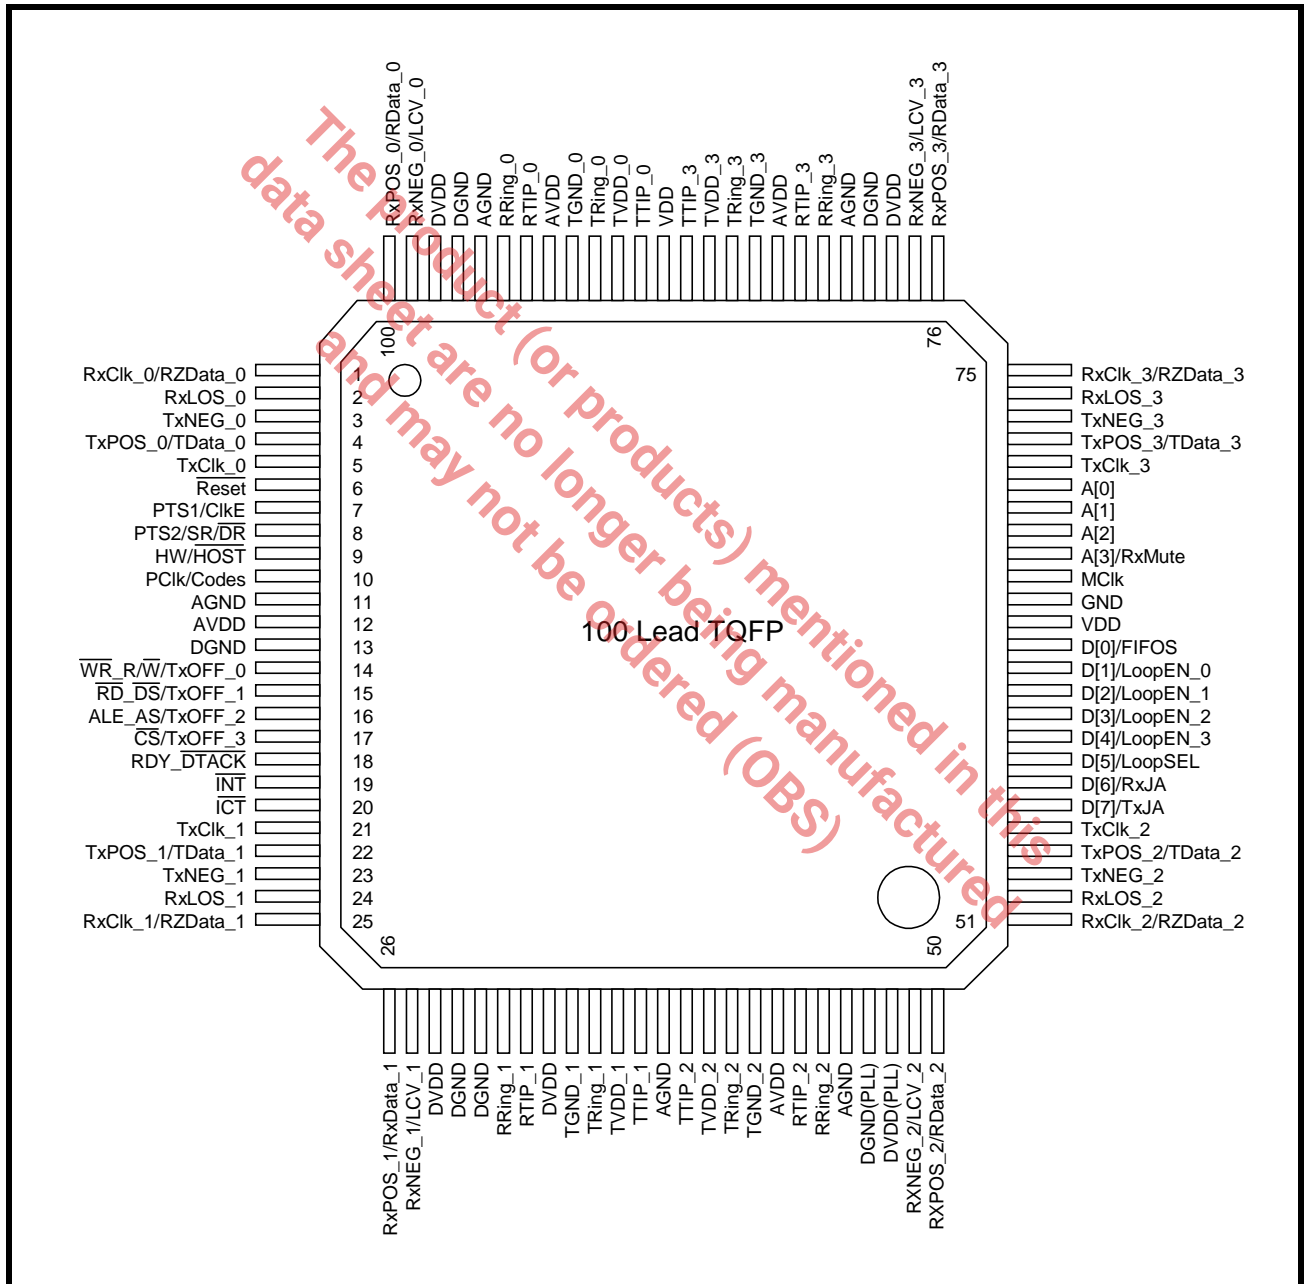 RxPOS_0/RData_0
RxNEG_0/LCV_0
DVDD
DGND
AGND
RRing_0
RTIP_0
AVDD
TGND_0
TRing_0
TVDD_0
TTIP_0
VDD
TTIP_3
TVDD_3
TRing_3
TGND_3
AVDD
RTIP_3
RRing_3
AGND
DGND
DVDD
RxNEG_3/LCV_3
RxPOS_3/RData_3
100
76
RxClk_0/RZData_0 1
RxLOS_0 2
TxNEG_0 3
TxPOS_0/TData_0 4
TxClk_0 5
Reset 6
PTS1/ClkE 7
PTS2/SR/DR 8
HW/HOST 9
PClk/Codes 10
AGND 11
AVDD 12
DGND 13
WR_R/W/TxOFF_0 14
RD_DS/TxOFF_1 15
ALE_AS/TxOFF_2 16
CS/TxOFF_3 17
RDY_DTACK 18
INT 19
ICT 20
TxClk_1 21
TxPOS_1/TData_1 22
TxNEG_1 23
RxLOS_1 24
RxClk_1/RZData_1 25
100 Lead TQFP
75 RxClk_3/RZData_3
RxLOS_3
TxNEG_3
TxPOS_3/TData_3
TxClk_3
A[0]
A[1]
A[2]
A[3]/RxMute
MClk
GND
VDD
D[0]/FIFOS
D[1]/LoopEN_0
D[2]/LoopEN_1
D[3]/LoopEN_2
D[4]/LoopEN_3
D[5]/LoopSEL
D[6]/RxJA
D[7]/TxJA
TxClk_2
TxPOS_2/TData_2
TxNEG_2
RxLOS_2
51 RxClk_2/RZData_2
26
50
RxPOS_1/RxData_1
RxNEG_1/LCV_1
DVDD
DGND
DGND
RRing_1
RTIP_1
DVDD
TGND_1
TRing_1
TVDD_1
TTIP_1
AGND
TTIP_2
TVDD_2
TRing_2
TGND_2
AVDD
RTIP_2
RRing_2
AGND
DGND(PLL)
DVDD(PLL)
RXNEG_2/LCV_2
RXPOS_2/RData_2
The product (or products) mentioned in this
data sheet are no longer being manufactured
and may not be ordered (OBS)